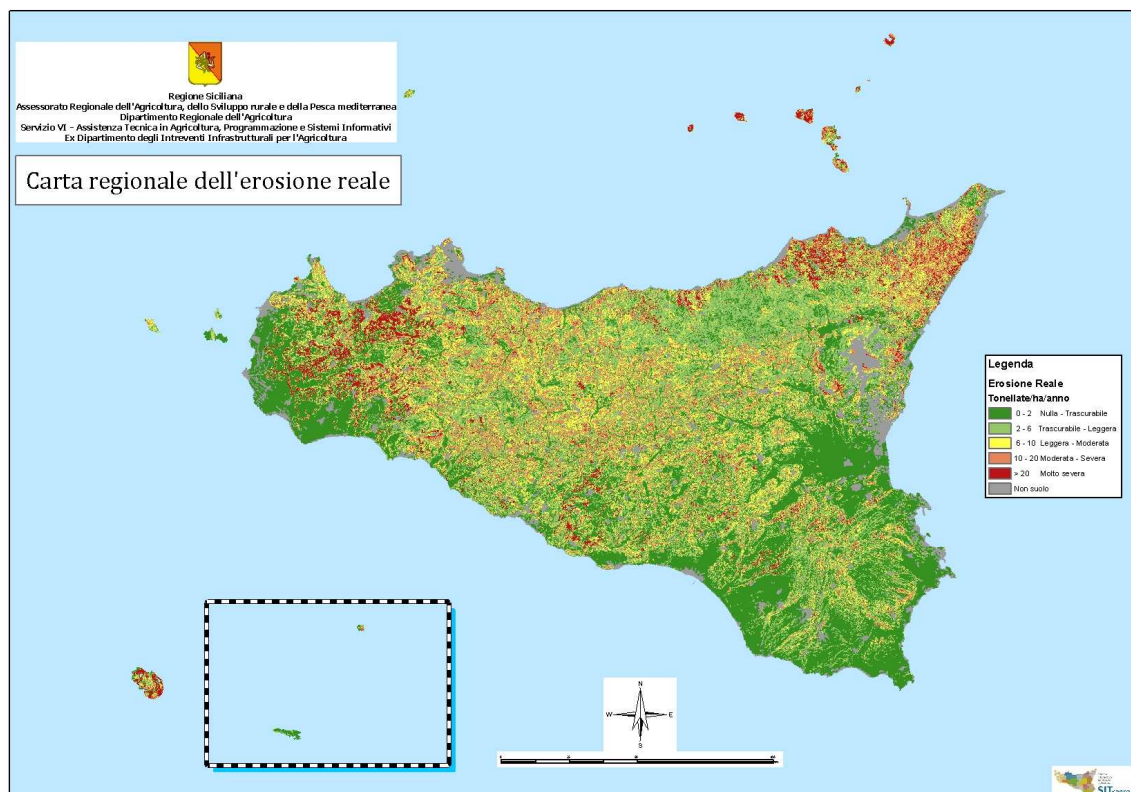 Regione Siciliana
Assessorato Regionale dell'Agricoltura, dello Sviluppo rurale e della Pesca mediterranea
Dipartimento Regionale dell'Agricoltura
Servizio VI - Assistenza Tecnica in Agricoltura, Programmazione e Sistemi Informativi
Ex Dipartimento degli Intreventi Infrastrutturali per l'Agricoltura
Carta regionale dell'erosione reale
Legenda
Erosione Reale
Tonellate/ha/anno
0 - 2 Nulla - Trascurabile
2 - 6 Trascurabile - Leggera
6 - 10 Leggera - Moderata
10 - 20 Moderata - Severa
> 20 Molto severa
Non suolo
N
W E
S
SIT